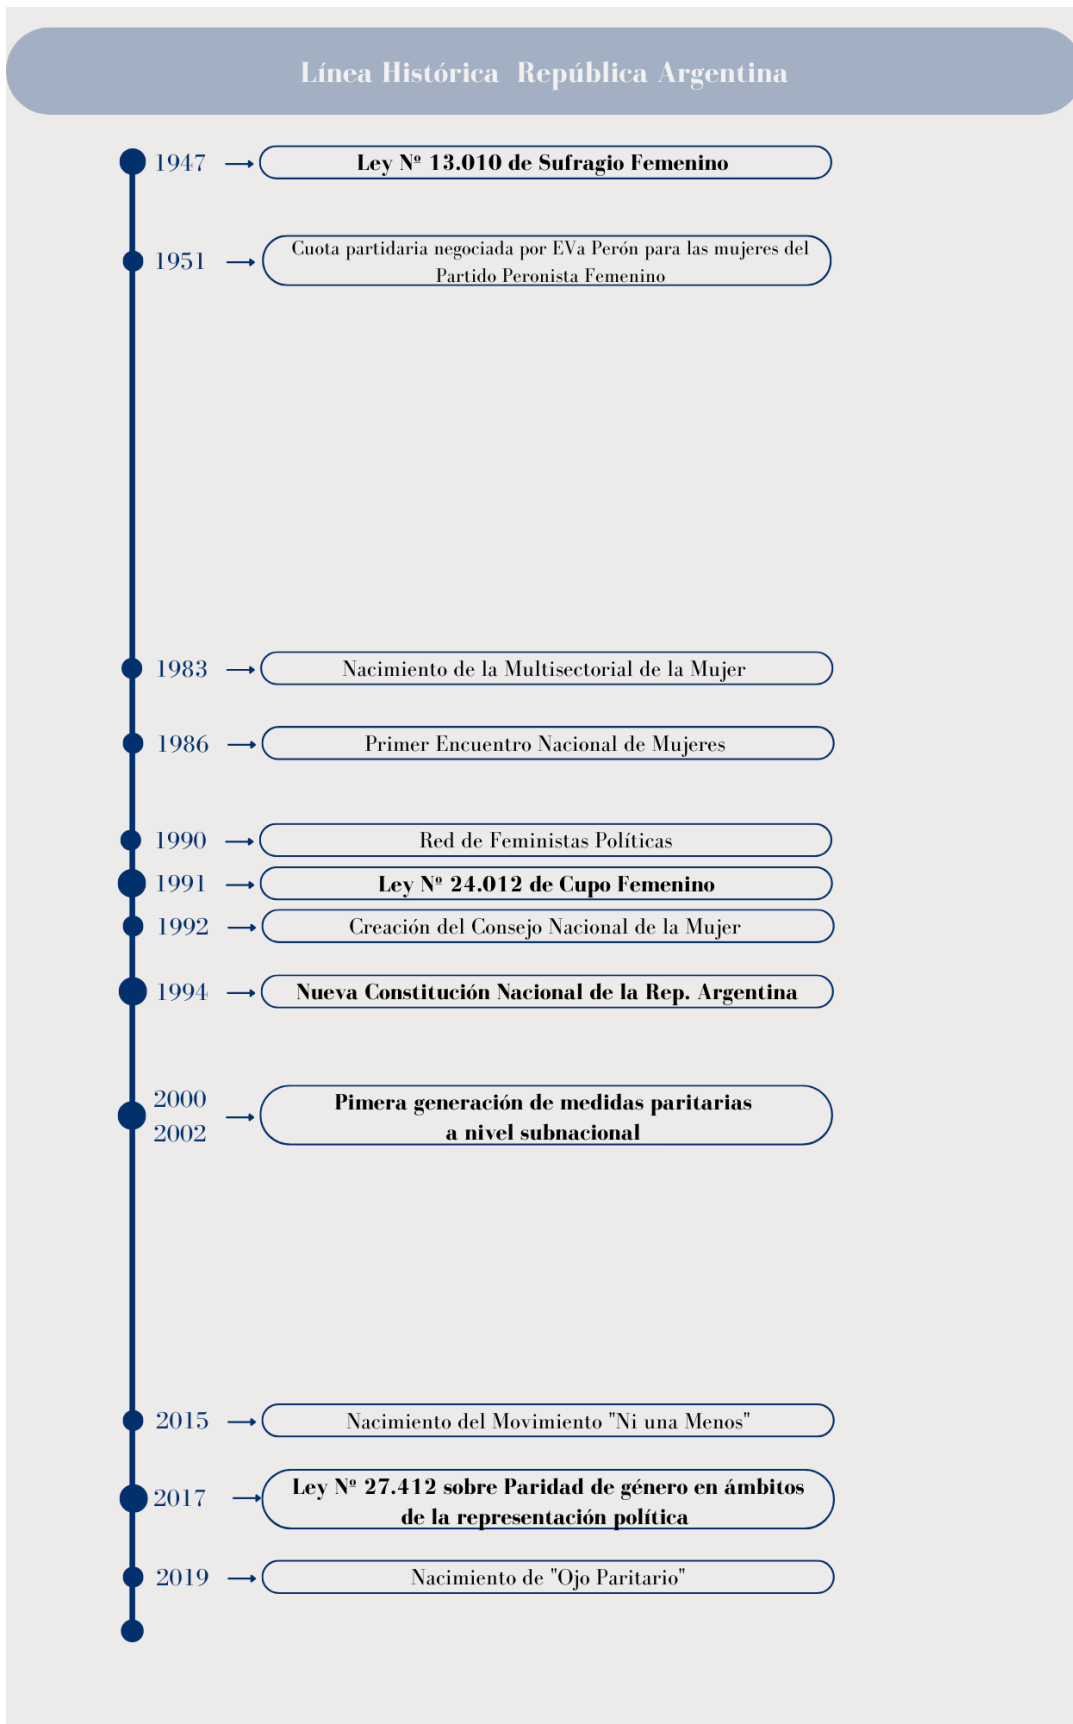 Línea Histórica República Argentina
1947
Ley Nº 13.010 de Sufragio Femenino
1951
Cuota partidaria negociada por EVa Perón para las mujeres del
Partido Peronista Femenino
1983
Nacimiento de la Multisectorial de la Mujer
1986
Primer Encuentro Nacional de Mujeres
1990
Red de Feministas Políticas
1991
Ley Nº 24.012 de Cupo Femenino
1992
Creación del Consejo Nacional de la Mujer
1994
Nueva Constitución Nacional de la Rep. Argentina
2000
2002
Pimera generación de medidas paritarias
a nivel subnacional
2015
Nacimiento del Movimiento "Ni una Menos"
2017
Ley Nº 27.412 sobre Paridad de género en ámbitos
de la representación política
2019
Nacimiento de "Ojo Paritario"